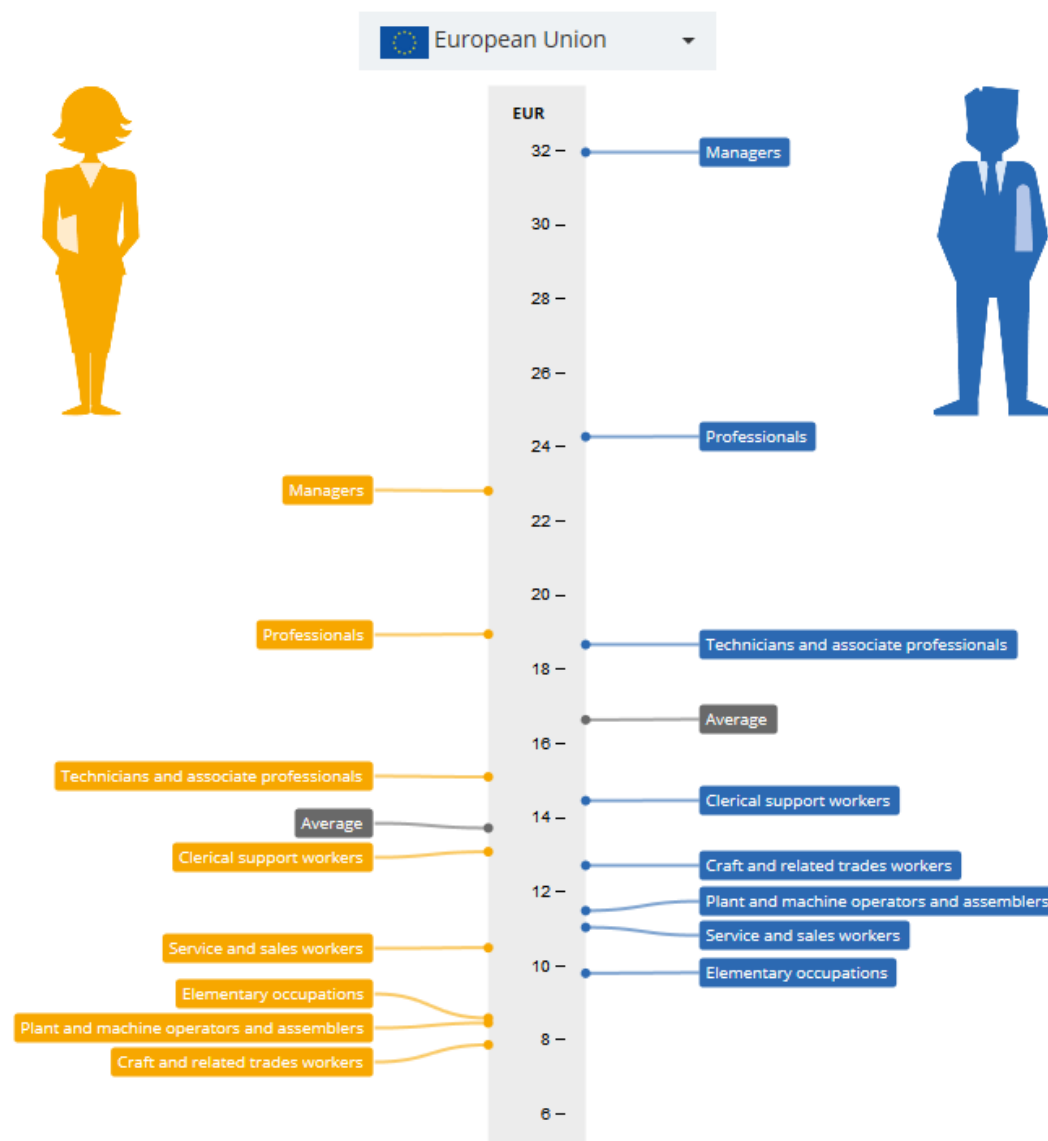 European Union
EUR
32
Managers
30
28
26
Professionals
24
Managers
22
20
Professionals
Technicians and associate professionals
18
Average
16
Technicians and associate professionals
Clerical support workers
14
Average
Clerical support workers
Craft and related trades workers
12
Plant and machine operators and assemblers
Service and sales workers
Service and sales workers
10
Elementary occupations
Elementary occupations
Plant and machine operators and assemblers
8
Craft and related trades workers
6